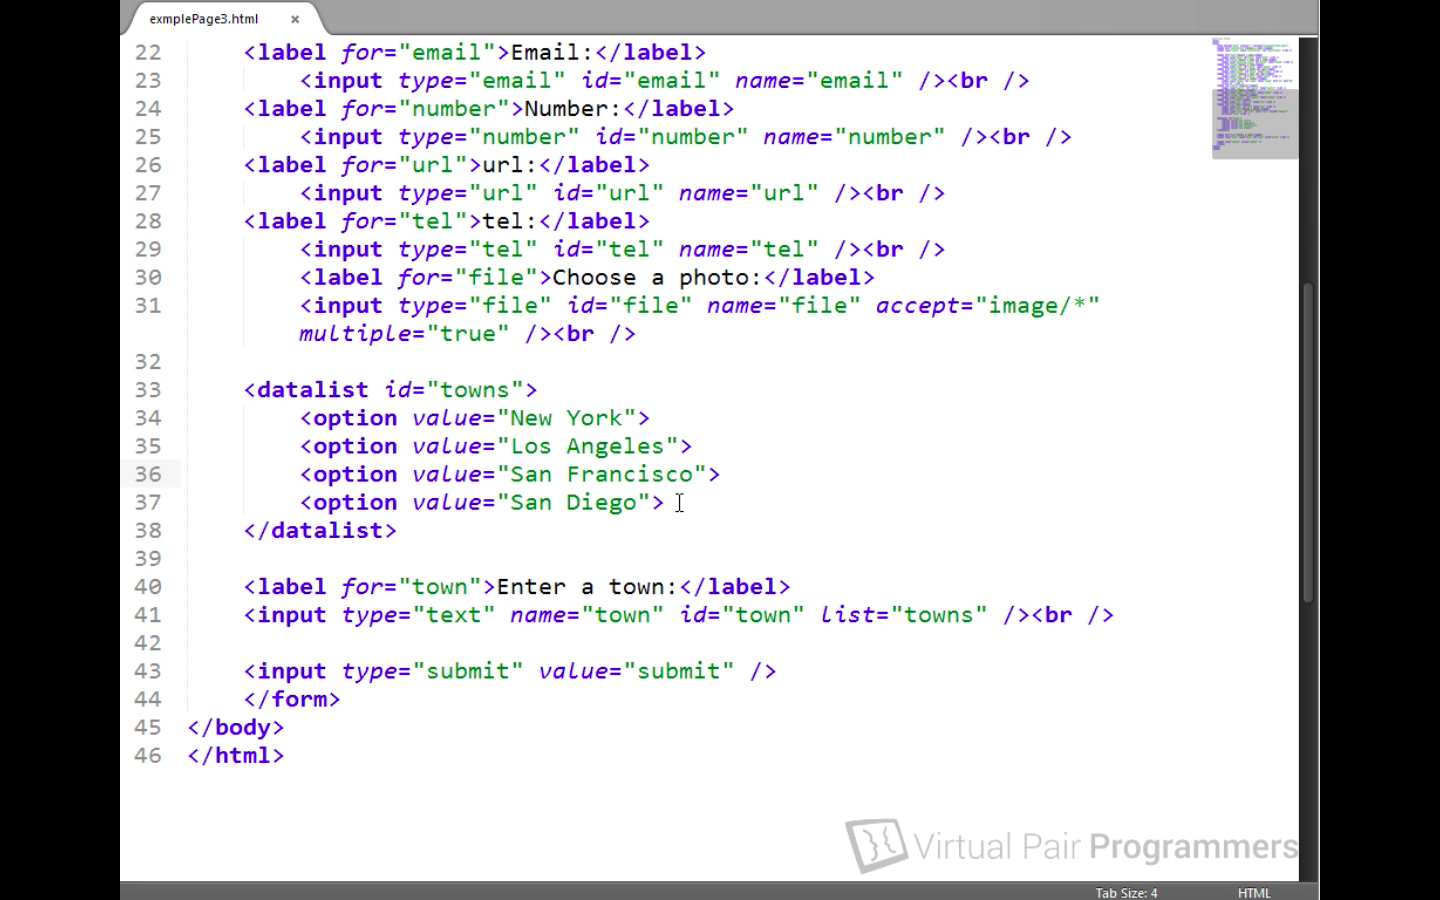 exmplePage3.html ×
22 <label for="email">Email:</label>
23 <input type="email" id="email" name="email" /><br />
24 <label for="number">Number:</label>
25 <input type="number" id="number" name="number" /><br />
26 <label for="url">url:</label>
27 <input type="url" id="url" name="url" /><br />
28 <label for="tel">tel:</label>
29 <input type="tel" id="tel" name="tel" /><br />
30 <label for="file">Choose a photo:</label>
31 <input type="file" id="file" name="file" accept="image/*"
multiple="true" /><br />
32
33 <datalist id="towns">
34 <option value="New York">
35 <option value="Los Angeles">
36 <option value="San Francisco">
37 <option value="San Diego">
38 </datalist>
39
40 <label for="town">Enter a town:</label>
41 <input type="text" name="town" id="town" list="towns" /><br />
42
43 <input type="submit" value="submit" />
44 </form>
45 </body>
46 </html>
Virtual Pair Programmers
Tab Size: 4 HTML